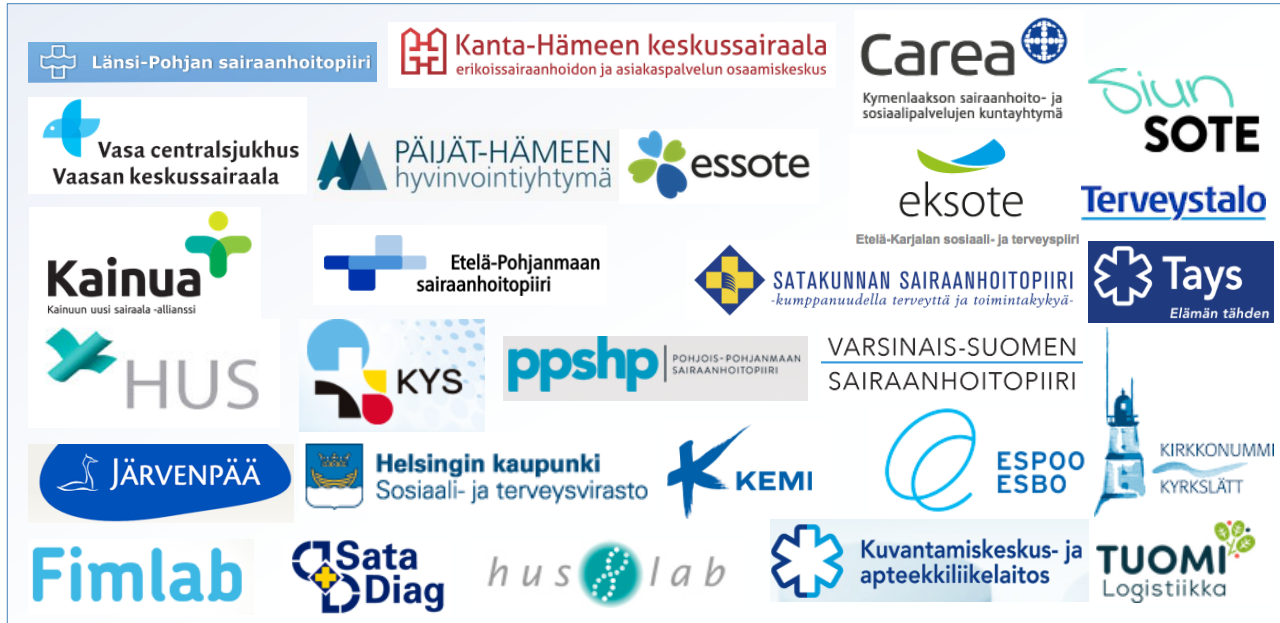 Länsi-Pohjan sairaanhoitopiiri
Kanta-Hämeen keskussairaala
erikoissairaanhoidon ja asiakaspalvelun osaamiskeskus
Carea
Kymenlaakson sairaanhoito- ja
sosiaalipalvelujen kuntayhtymä
Siun
SOTE
Vasa centralsjukhus
Vaasan keskussairaala
PÄIJÄT-HÄMEEN
hyvinvointiyhtymä
essote
eksote
Etelä-Karjalan sosiaali- ja terveyspiiri
Terveystalo
Kainua
Kainuun uusi sairaala -allianssi
Etelä-Pohjanmaan
sairaanhoitopiiri
SATAKUNNAN SAIRAANHOITOPIIRI
-kumppanuudella terveyttä ja toimintakykyä-
Tays
Elämän tähden
HUS
KYS
ppshp
POHJOIS-POHJANMAAN
SAIRAANHOITOPIIRI
VARSINAIS-SUOMEN
SAIRAANHOITOPIIRI
JÄRVENPÄÄ
Helsingin kaupunki
Sosiaali- ja terveysvirasto
KEMI
ESPOO
ESBO
KIRKKONUMMI
KYRKSLÄTT
Fimlab
Sata
Diag
huslab
Kuvantamiskeskus- ja
apteekkiliikelaitos
TUOMI
Logistiikka